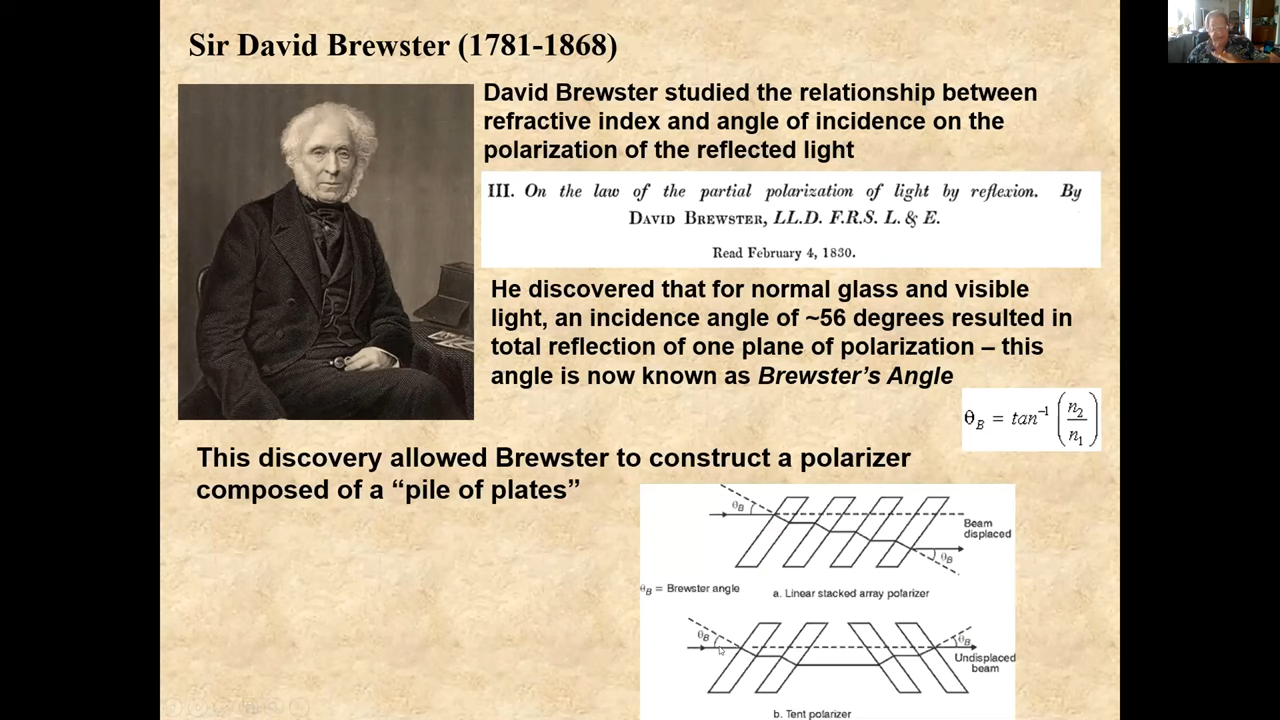 Sir David Brewster (1781-1868)
David Brewster studied the relationship between
refractive index and angle of incidence on the
polarization of the reflected light
III. On the law of the partial polarization of light by reflexion. By
DAVID BREWSTER, LL.D. F.R.S. L. & E.
Read February 4, 1830.
He discovered that for normal glass and visible
light, an incidence angle of ~56 degrees resulted in
total reflection of one plane of polarization – this
angle is now known as Brewster's Angle
θB = tan⁻¹ (n2/n1)
This discovery allowed Brewster to construct a polarizer
composed of a “pile of plates”
θB
Beam
displaced
θB
θB = Brewster angle
a. Linear stacked array polarizer
θB
θB
Undisplaced
beam
b. Tent polarizer